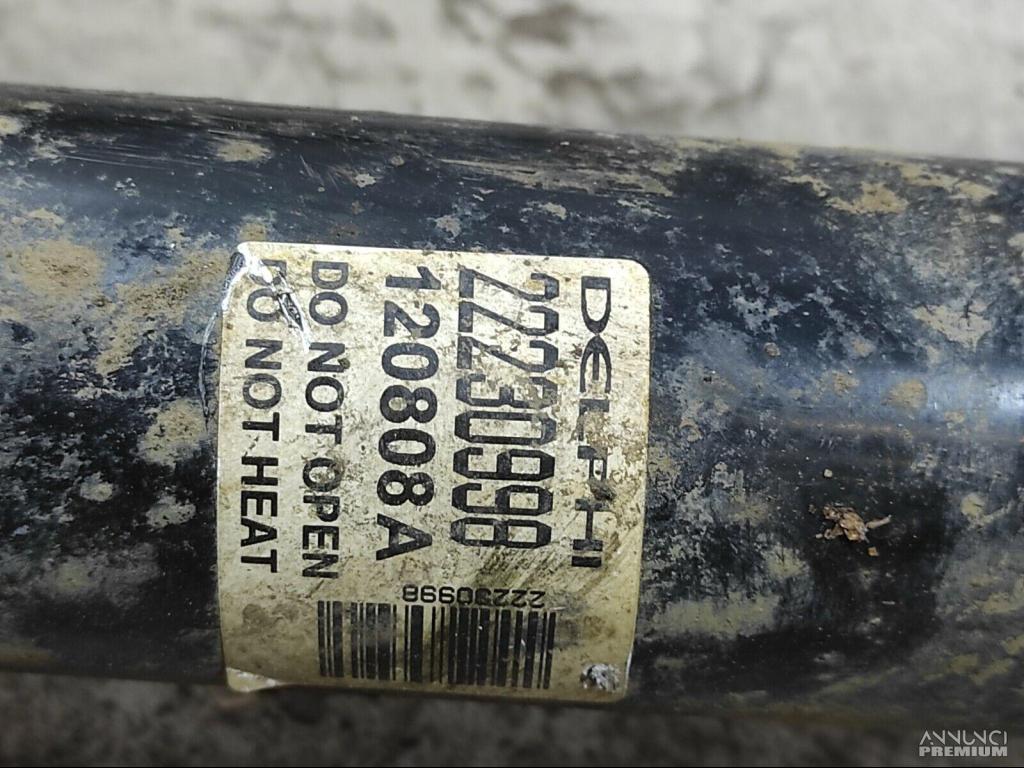 DELPHI
22230998
120808A
DO NOT OPEN
DO NOT HEAT
22230998
ANNUNCI
PREMIUM